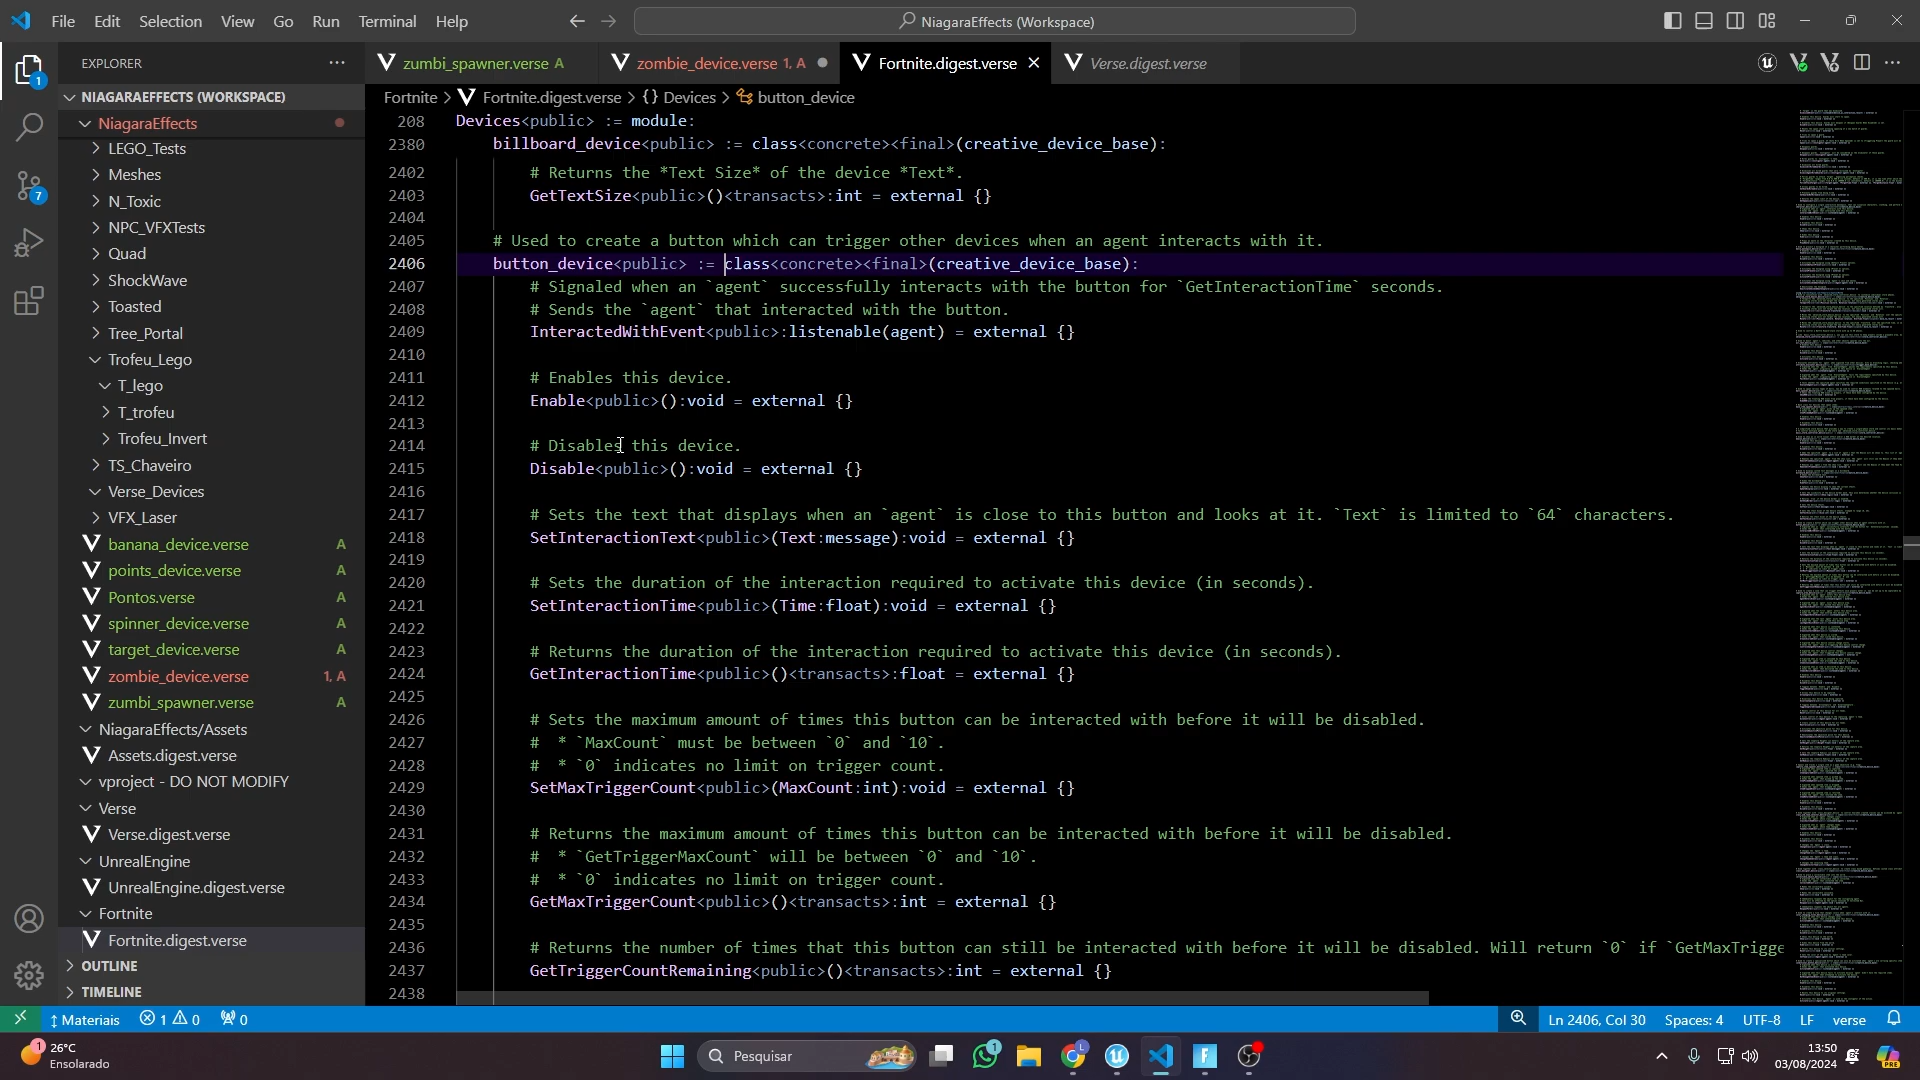 File Edit Selection View Go Run Terminal Help
NiagaraEffects (Workspace)
EXPLORER
zumbi_spawner.verse A
zombie_device.verse 1, A
Fortnite.digest.verse
Verse.digest.verse
NIAGARAEFFECTS (WORKSPACE)
NiagaraEffects
LEGO_Tests
Meshes
N_Toxic
NPC_VFXTests
Quad
ShockWave
Toasted
Tree_Portal
Trofeu_Lego
T_lego
T_trofeu
Trofeu_Invert
TS_Chaveiro
Verse_Devices
VFX_Laser
banana_device.verse A
points_device.verse A
Pontos.verse A
spinner_device.verse A
target_device.verse A
zombie_device.verse 1, A
zumbi_spawner.verse A
NiagaraEffects/Assets
Assets.digest.verse
vproject - DO NOT MODIFY
Verse
Verse.digest.verse
UnrealEngine
UnrealEngine.digest.verse
Fortnite
Fortnite.digest.verse
OUTLINE
TIMELINE
1
7
Fortnite > Fortnite.digest.verse > {} Devices > button_device
208 Devices<public> := module:
2380 billboard_device<public> := class<concrete><final>(creative_device_base):
2402 # Returns the *Text Size* of the device *Text*.
2403 GetTextSize<public>()<transacts>:int = external {}
2404
2405 # Used to create a button which can trigger other devices when an agent interacts with it.
2406 button_device<public> := class<concrete><final>(creative_device_base):
2407 # Signaled when an `agent` successfully interacts with the button for `GetInteractionTime` seconds.
2408 # Sends the `agent` that interacted with the button.
2409 InteractedWithEvent<public>:listenable(agent) = external {}
2410
2411 # Enables this device.
2412 Enable<public>():void = external {}
2413
2414 # Disables this device.
2415 Disable<public>():void = external {}
2416
2417 # Sets the text that displays when an `agent` is close to this button and looks at it. `Text` is limited to `64` characters.
2418 SetInteractionText<public>(Text:message):void = external {}
2419
2420 # Sets the duration of the interaction required to activate this device (in seconds).
2421 SetInteractionTime<public>(Time:float):void = external {}
2422
2423 # Returns the duration of the interaction required to activate this device (in seconds).
2424 GetInteractionTime<public>()<transacts>:float = external {}
2425
2426 # Sets the maximum amount of times this button can be interacted with before it will be disabled.
2427 # * `MaxCount` must be between `0` and `10`.
2428 # * `0` indicates no limit on trigger count.
2429 SetMaxTriggerCount<public>(MaxCount:int):void = external {}
2430
2431 # Returns the maximum amount of times this button can be interacted with before it will be disabled.
2432 # * `GetTriggerMaxCount` will be between `0` and `10`.
2433 # * `0` indicates no limit on trigger count.
2434 GetMaxTriggerCount<public>()<transacts>:int = external {}
2435
2436 # Returns the number of times that this button can still be interacted with before it will be disabled. Will return `0` if `GetMaxTrigge
2437 GetTriggerCountRemaining<public>()<transacts>:int = external {}
2438
Materiais 1 0 0
Ln 2406, Col 30 Spaces: 4 UTF-8 LF verse
1 26°C
Ensolarado
Pesquisar
1
L
13:50
03/08/2024
PRE